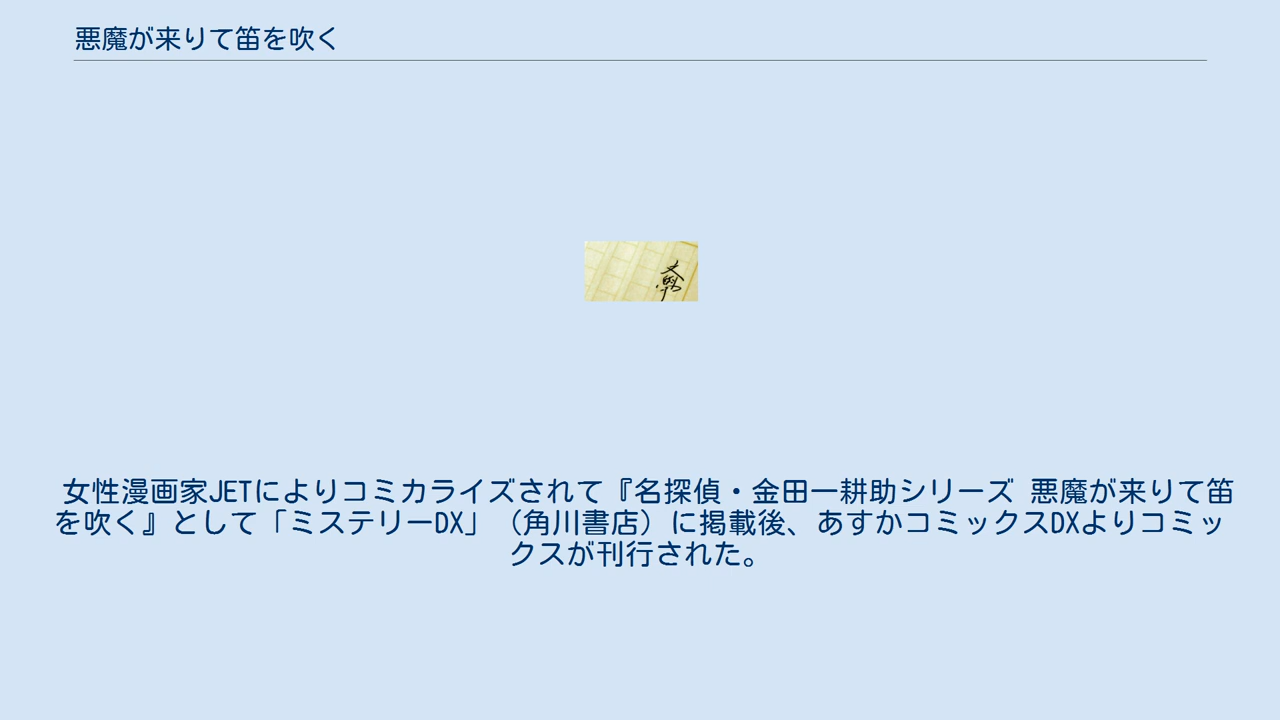 悪魔が来りて笛を吹く
女性漫画家JETによりコミカライズされて『名探偵・金田一耕助シリーズ 悪魔が来りて笛
を吹く』として「ミステリーDX」（角川書店）に掲載後、あすかコミックスDXよりコミッ
クスが刊行された。